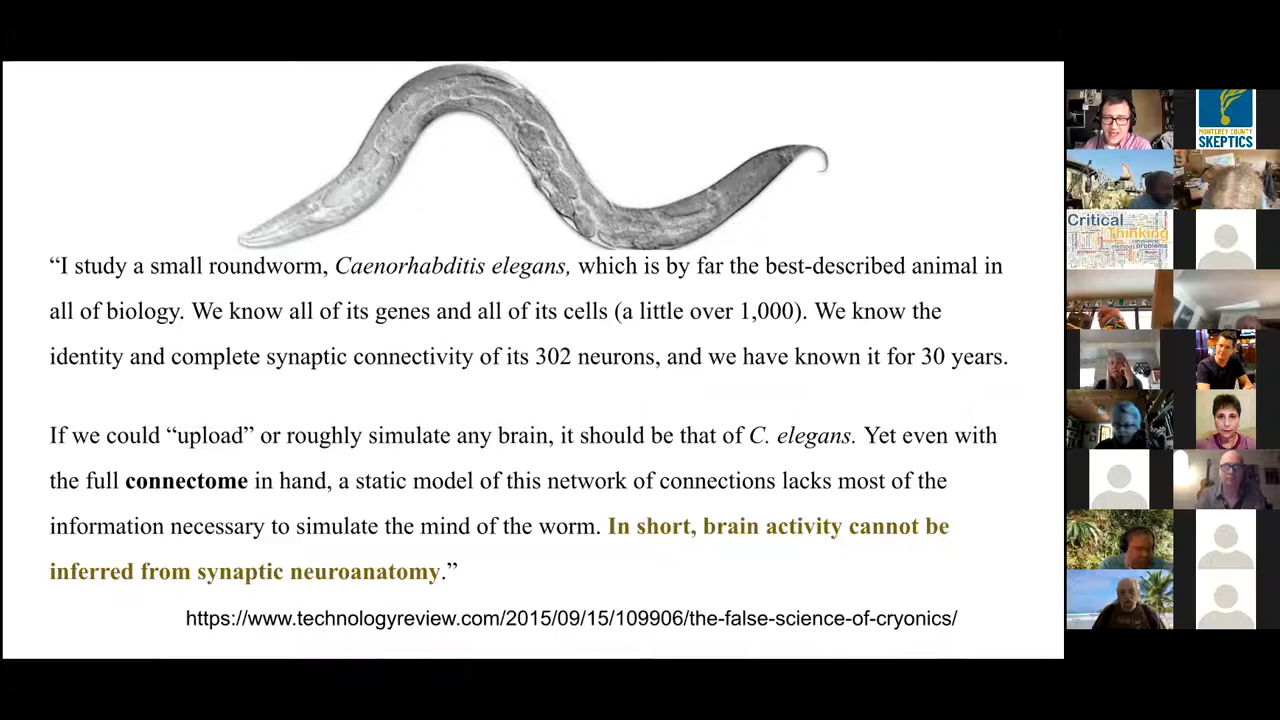 “I study a small roundworm, Caenorhabditis elegans, which is by far the best-described animal in
all of biology. We know all of its genes and all of its cells (a little over 1,000). We know the
identity and complete synaptic connectivity of its 302 neurons, and we have known it for 30 years.
If we could “upload” or roughly simulate any brain, it should be that of C. elegans. Yet even with
the full connectome in hand, a static model of this network of connections lacks most of the
information necessary to simulate the mind of the worm. In short, brain activity cannot be
inferred from synaptic neuroanatomy.”
https://www.technologyreview.com/2015/09/15/109906/the-false-science-of-cryonics/
MONTEREY COUNTY
SKEPTICS
Critical
Thinking
problems